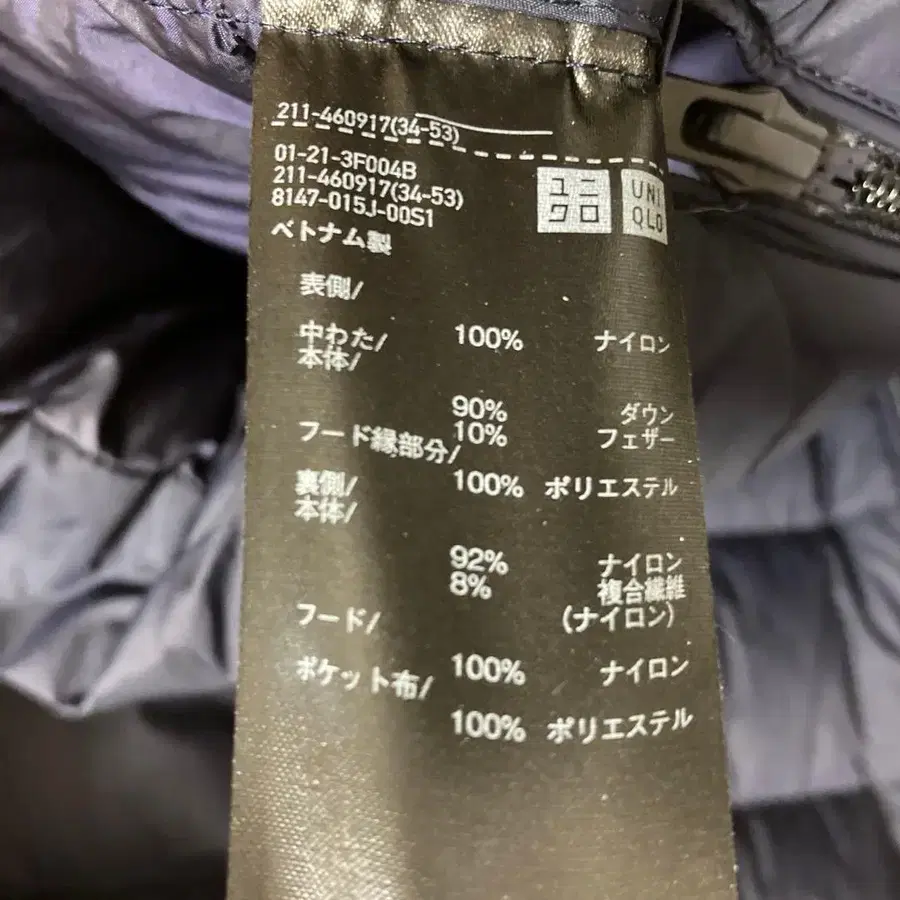 211-460917(34-53)
01-21-3F004B
211-460917(34-53)
8147-015J-00S1
ベトナム製
ユニ
クロ
UNI
QLO
表側/
100% ナイロン
中わた/
本体/
90% ダウン
10% フェザー
フード縁部分/
100% ポリエステル
裏側/
本体/
92% ナイロン
8% 複合繊維
(ナイロン)
フード/
100% ナイロン
ポケット布/
100% ポリエステル